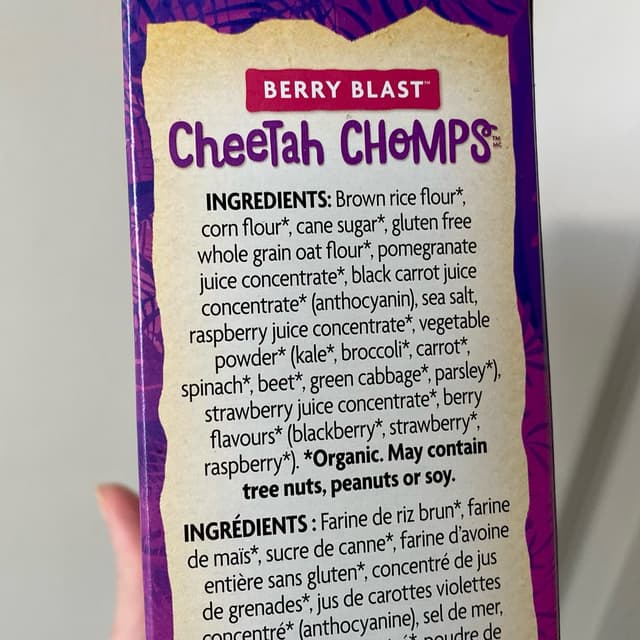 BERRY BLAST™
Cheetah CHOMPS™
MC
INGREDIENTS: Brown rice flour*,
corn flour*, cane sugar*, gluten free
whole grain oat flour*, pomegranate
juice concentrate*, black carrot juice
concentrate* (anthocyanin), sea salt,
raspberry juice concentrate*, vegetable
powder* (kale*, broccoli*, carrot*,
spinach*, beet*, green cabbage*, parsley*),
strawberry juice concentrate*, berry
flavours* (blackberry*, strawberry*,
raspberry*). *Organic. May contain
tree nuts, peanuts or soy.
INGRÉDIENTS : Farine de riz brun*, farine
de maïs*, sucre de canne*, farine d'avoine
entière sans gluten*, concentré de jus
de grenades*, jus de carottes violettes
concentré* (anthocyanine), sel de mer,
poudre de